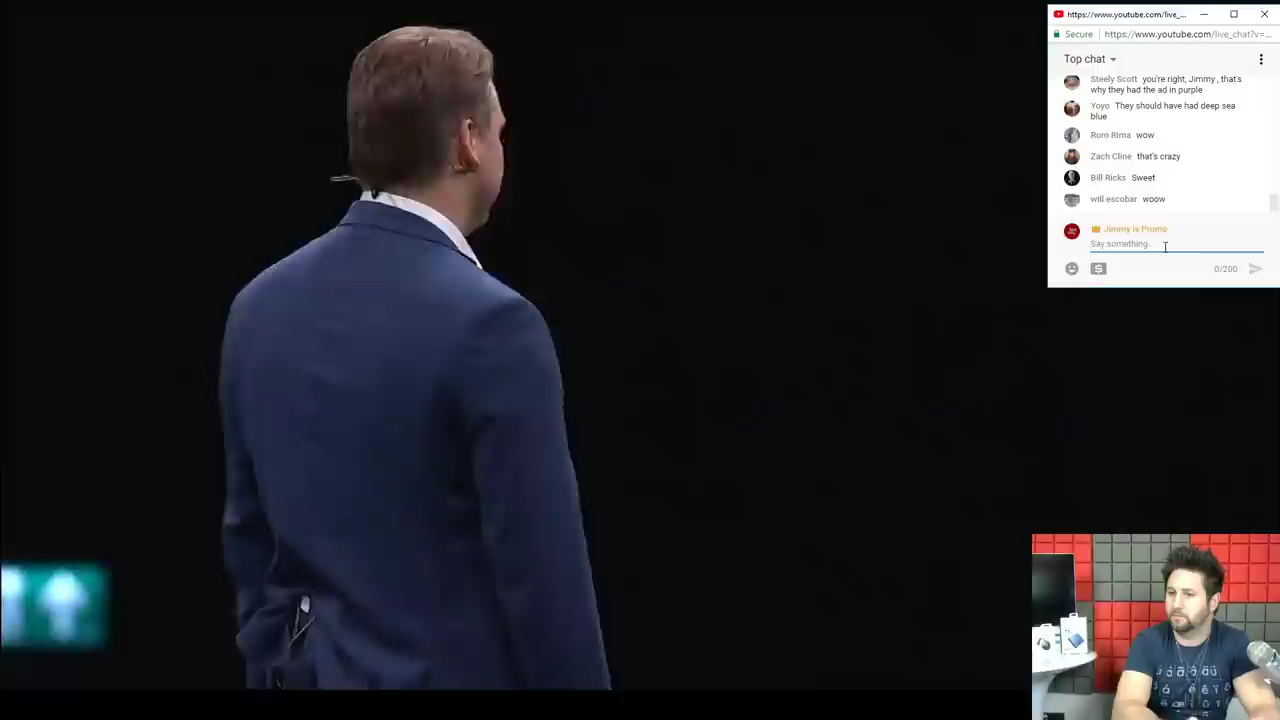 https://www.youtube.com/live_...
Secure
https://www.youtube.com/live_chat?v=...
Top chat
Steely Scott you're right, Jimmy , that's
why they had the ad in purple
Yoyo They should have had deep sea
blue
Roro Rima wow
Zach Cline that's crazy
Bill Ricks Sweet
will escobar woow
Jimmy is Promo
Say something...
0/200